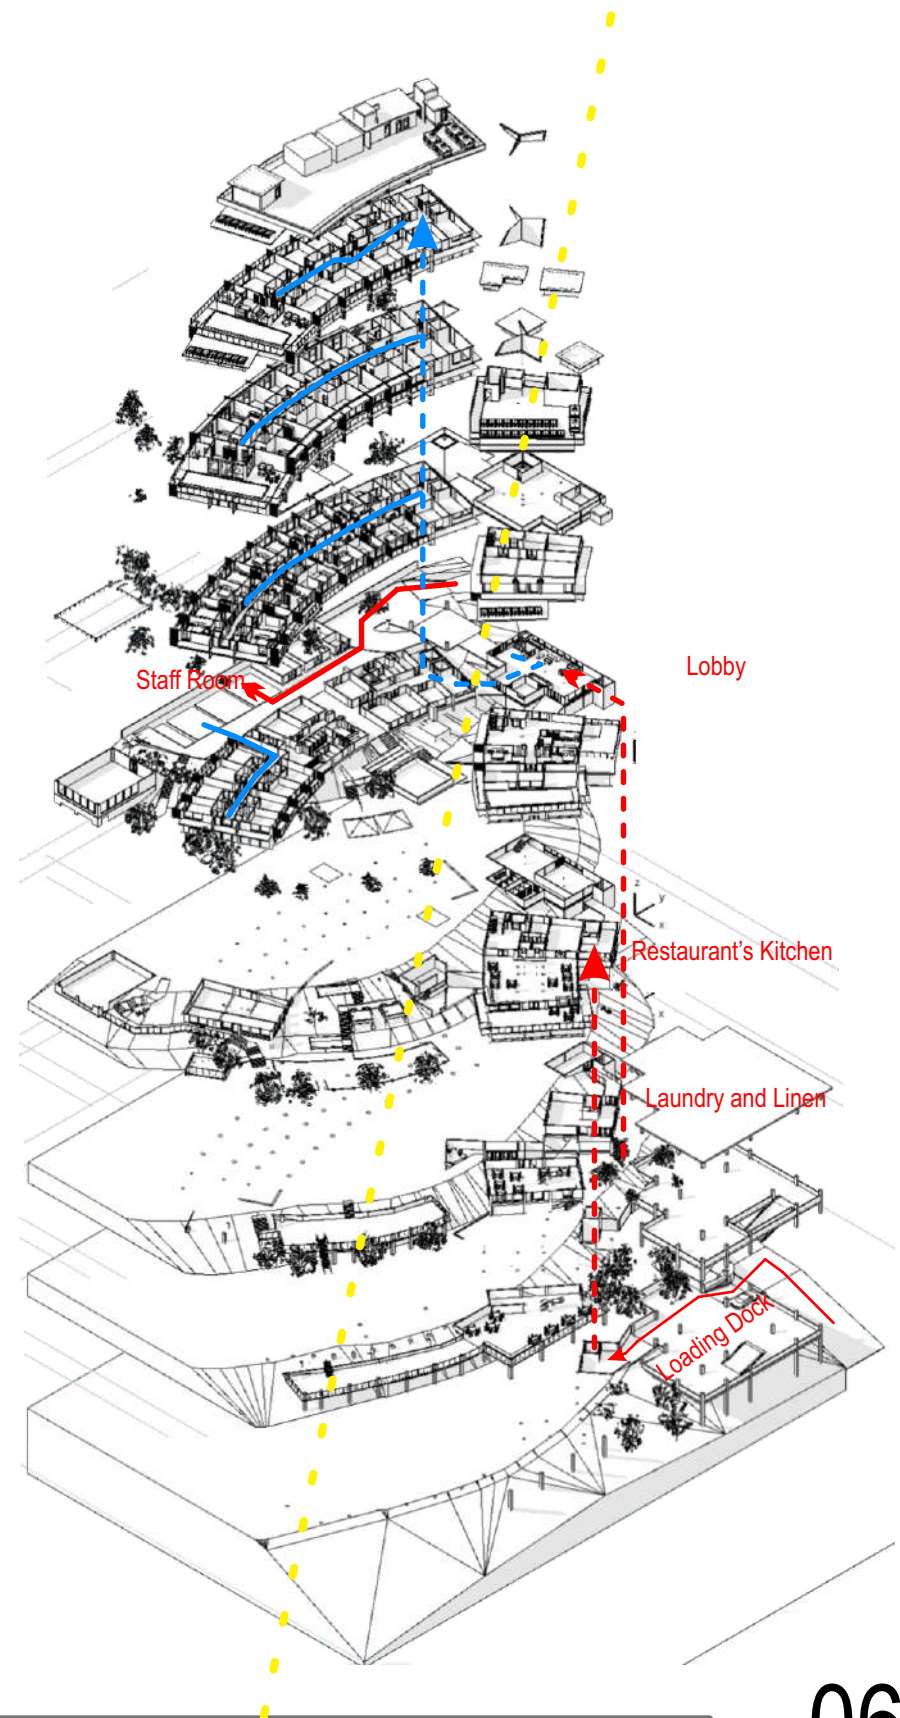 Lobby
Staff Room
z
y
x
Restaurant's Kitchen
x
Laundry and Linen
Loading Dock
06